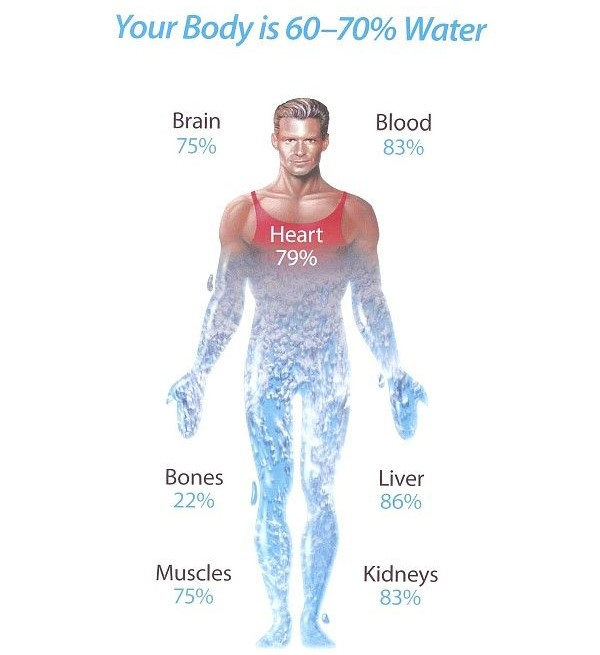 Your Body is 60–70% Water
Brain
75%
Blood
83%
Heart
79%
Bones
22%
Liver
86%
Muscles
75%
Kidneys
83%